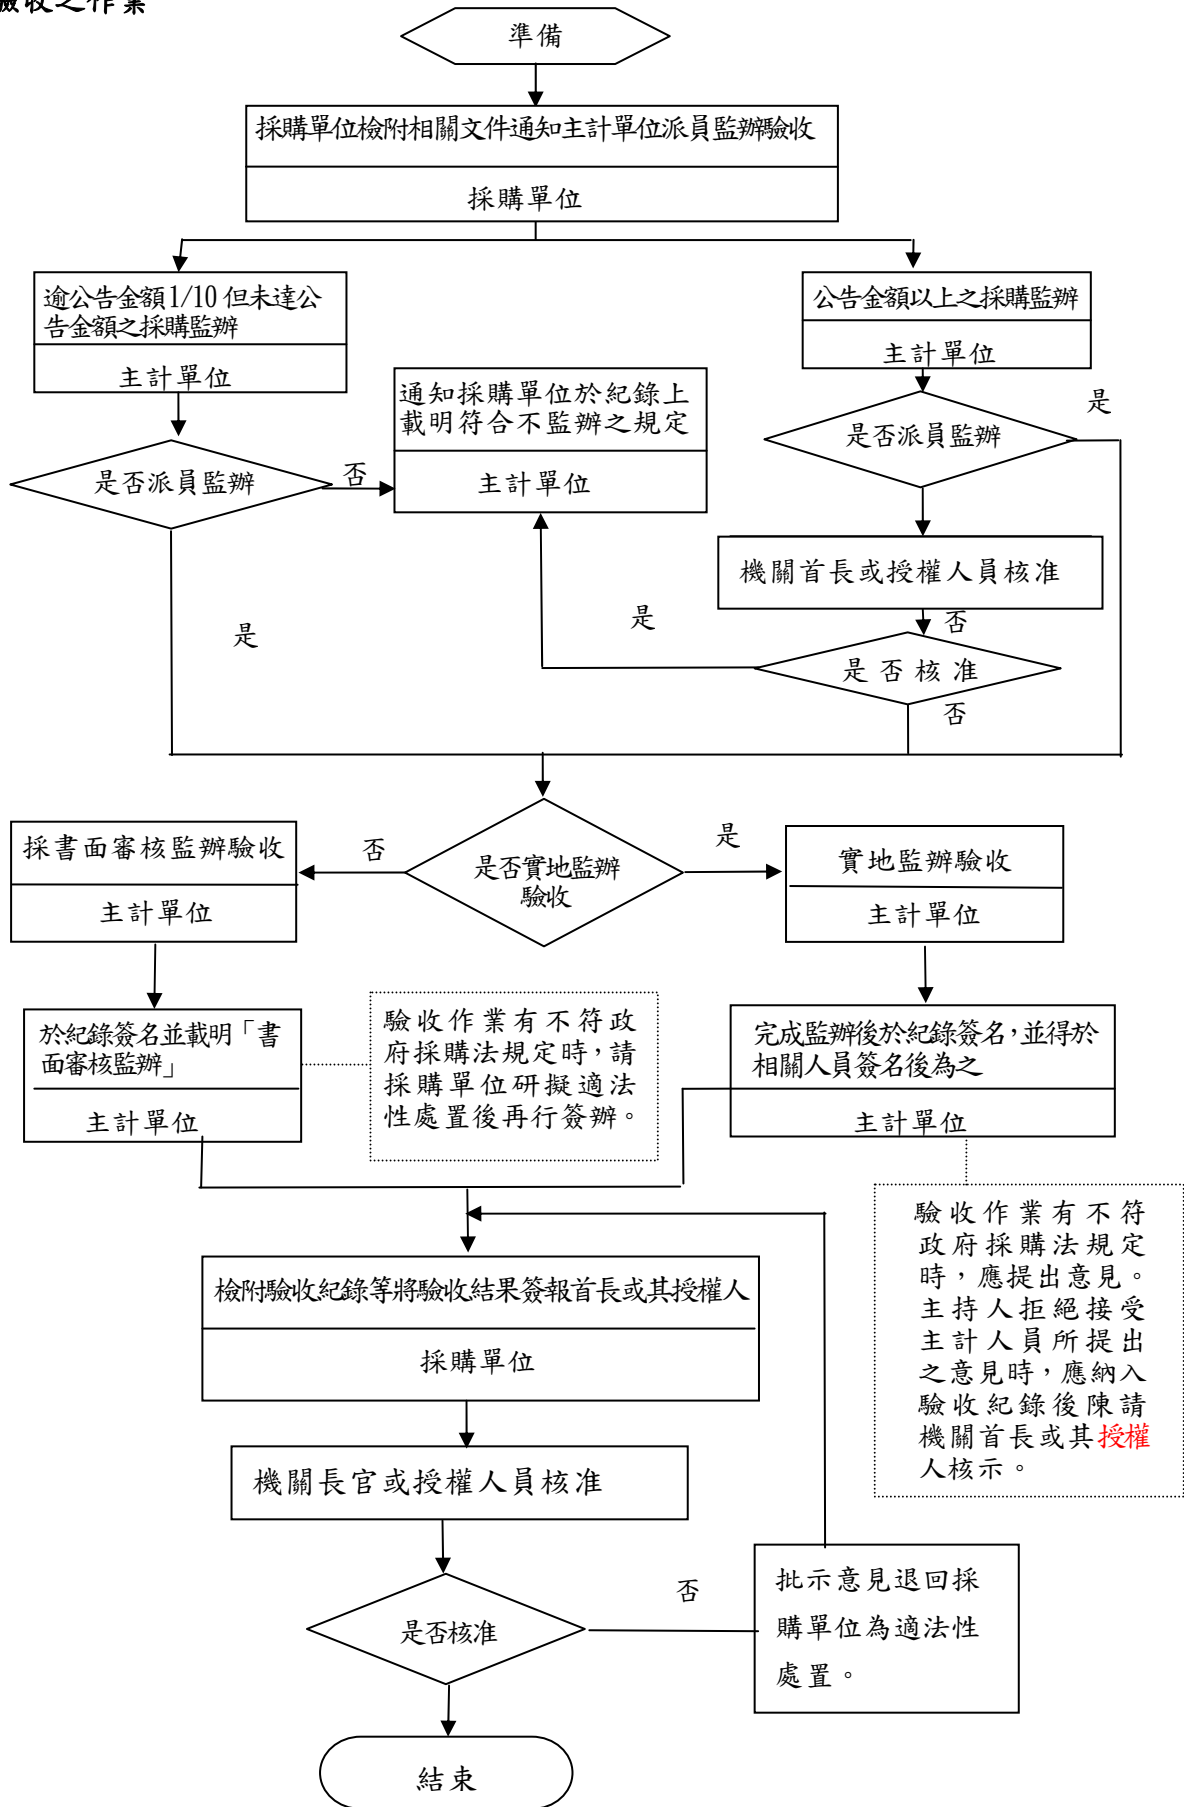 驗收之作業
準備
採購單位檢附相關文件通知主計單位派員監辦驗收
採購單位
逾公告金額1/10但未達公
告金額之採購監辦
主計單位
公告金額以上之採購監辦
主計單位
通知採購單位於紀錄上
載明符合不監辦之規定
主計單位
是
是否派員監辦
是否派員監辦
否
機關首長或授權人員核准
是
是
否
是否核准
否
採書面審核監辦驗收
主計單位
否
是否實地監辦
驗收
是
實地監辦驗收
主計單位
於紀錄簽名並載明「書
面審核監辦」
主計單位
驗收作業有不符政
府採購法規定時，請
採購單位研擬適法
性處置後再行簽辦。
完成監辦後於紀錄簽名，並得於
相關人員簽名後為之
主計單位
驗收作業有不符
政府採購法規定
時，應提出意見。
主持人拒絕接受
主計人員所提出
之意見時，應納入
驗收紀錄後陳請
機關首長或其授權
人核示。
檢附驗收紀錄等將驗收結果簽報首長或其授權人
採購單位
機關長官或授權人員核准
是否核准
否
批示意見退回採
購單位為適法性
處置。
結束